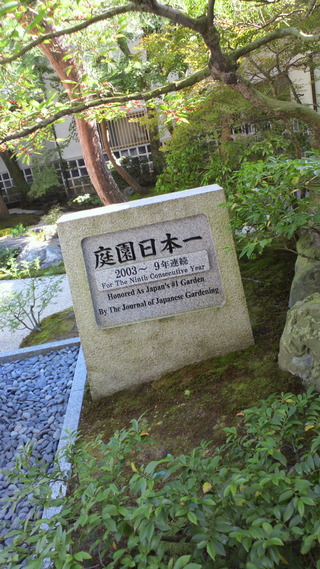 庭園日本一
2003～ 9年連続
For The Ninth Consecutive Year
Honored As Japan's #1 Garden
By The Journal of Japanese Gardening